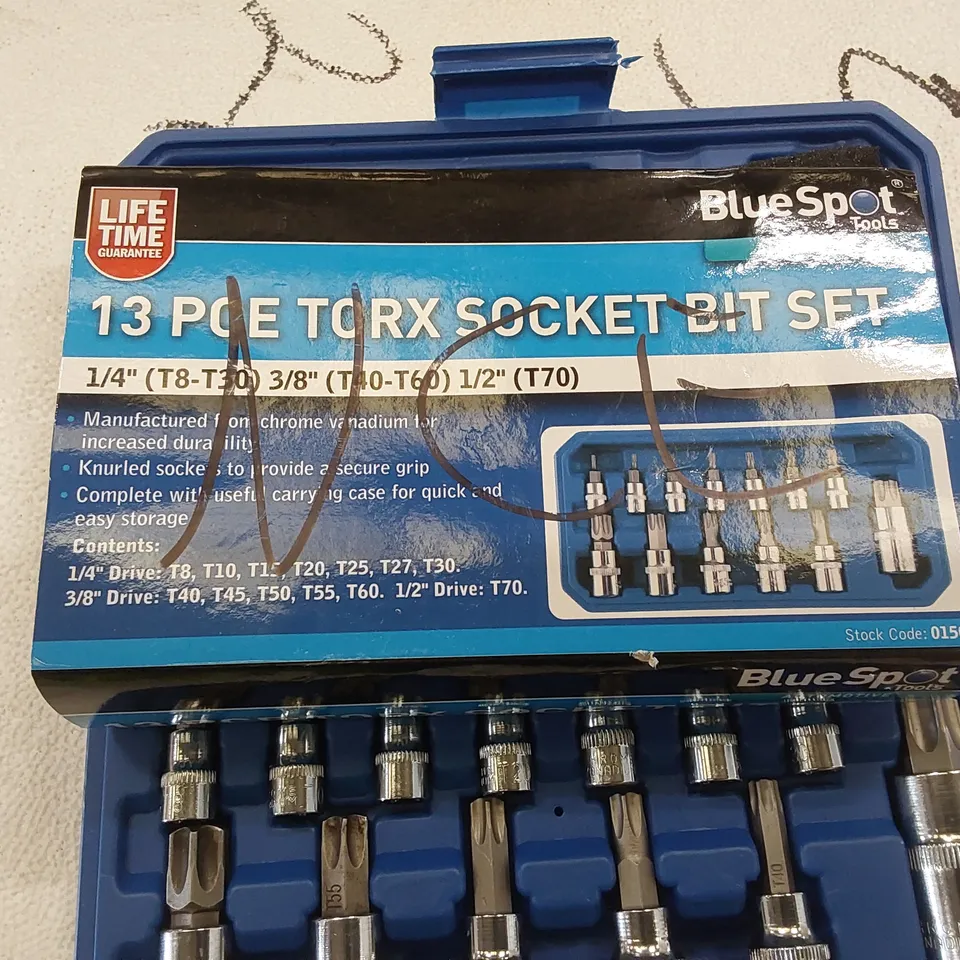 LIFE
TIME
GUARANTEE
BlueSpot®
Tools
13 PCE TORX SOCKET BIT SET
1/4" (T8-T30) 3/8" (T40-T60) 1/2" (T70)
• Manufactured from chrome vanadium for
increased durability
• Knurled sockets to provide a secure grip
• Complete with useful carrying case for quick and
easy storage
Contents:
1/4" Drive: T8, T10, T15, T20, T25, T27, T30.
3/8" Drive: T40, T45, T50, T55, T60. 1/2" Drive: T70.
Stock Code: 015
BlueSpot
Tools
T55
T40